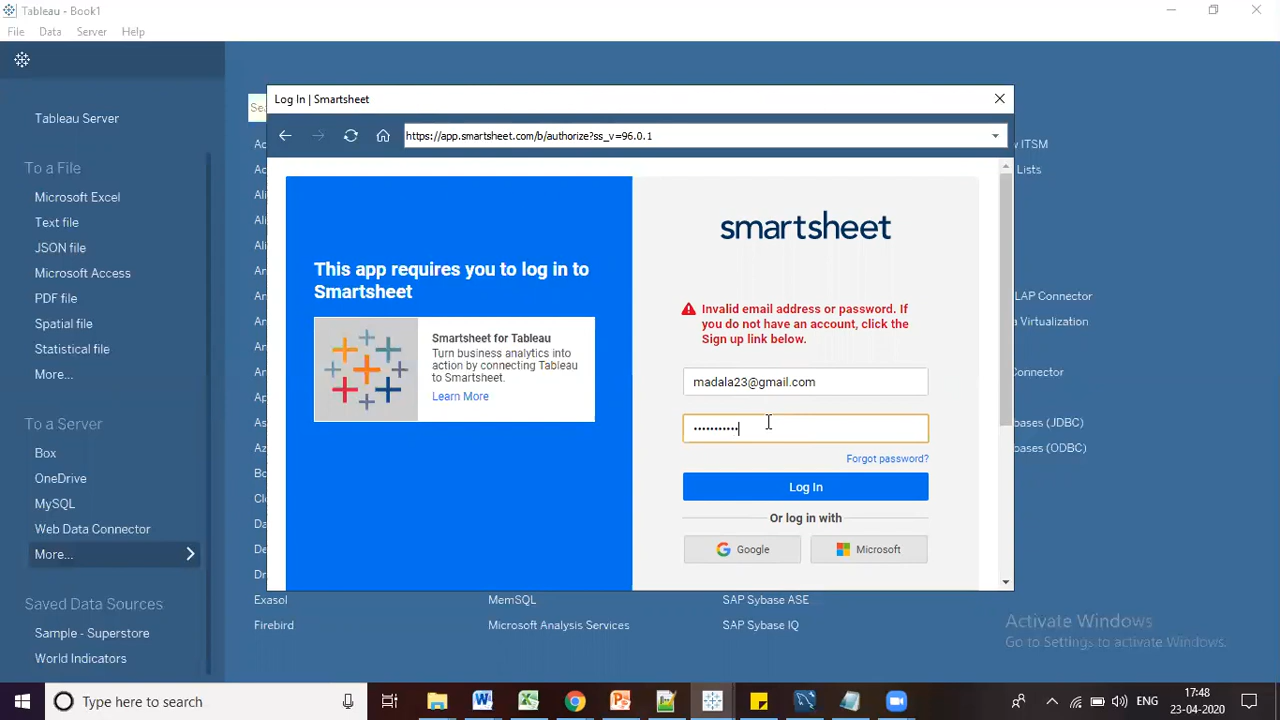 Tableau - Book1
File Data Server Help
Tableau Server
To a File
Microsoft Excel
Text file
JSON file
Microsoft Access
PDF file
Spatial file
Statistical file
More...
To a Server
Box
OneDrive
MySQL
Web Data Connector
More...
Saved Data Sources
Sample - Superstore
World Indicators
Log In | Smartsheet
https://app.smartsheet.com/b/authorize?ss_v=96.0.1
This app requires you to log in to
Smartsheet
Smartsheet for Tableau
Turn business analytics into
action by connecting Tableau
to Smartsheet.
Learn More
smartsheet
Invalid email address or password. If
you do not have an account, click the
Sign up link below.
madala23@gmail.com
•••••••••••
Forgot password?
Log In
Or log in with
Google
Microsoft
ITSM
Lists
Connector
Virtualization
Connector
(JDBC)
(ODBC)
Exasol
MemSQL
SAP Sybase ASE
Firebird
Microsoft Analysis Services
SAP Sybase IQ
Activate Windows
Go to Settings to activate Windows.
Type here to search
ENG
17:48
23-04-2020